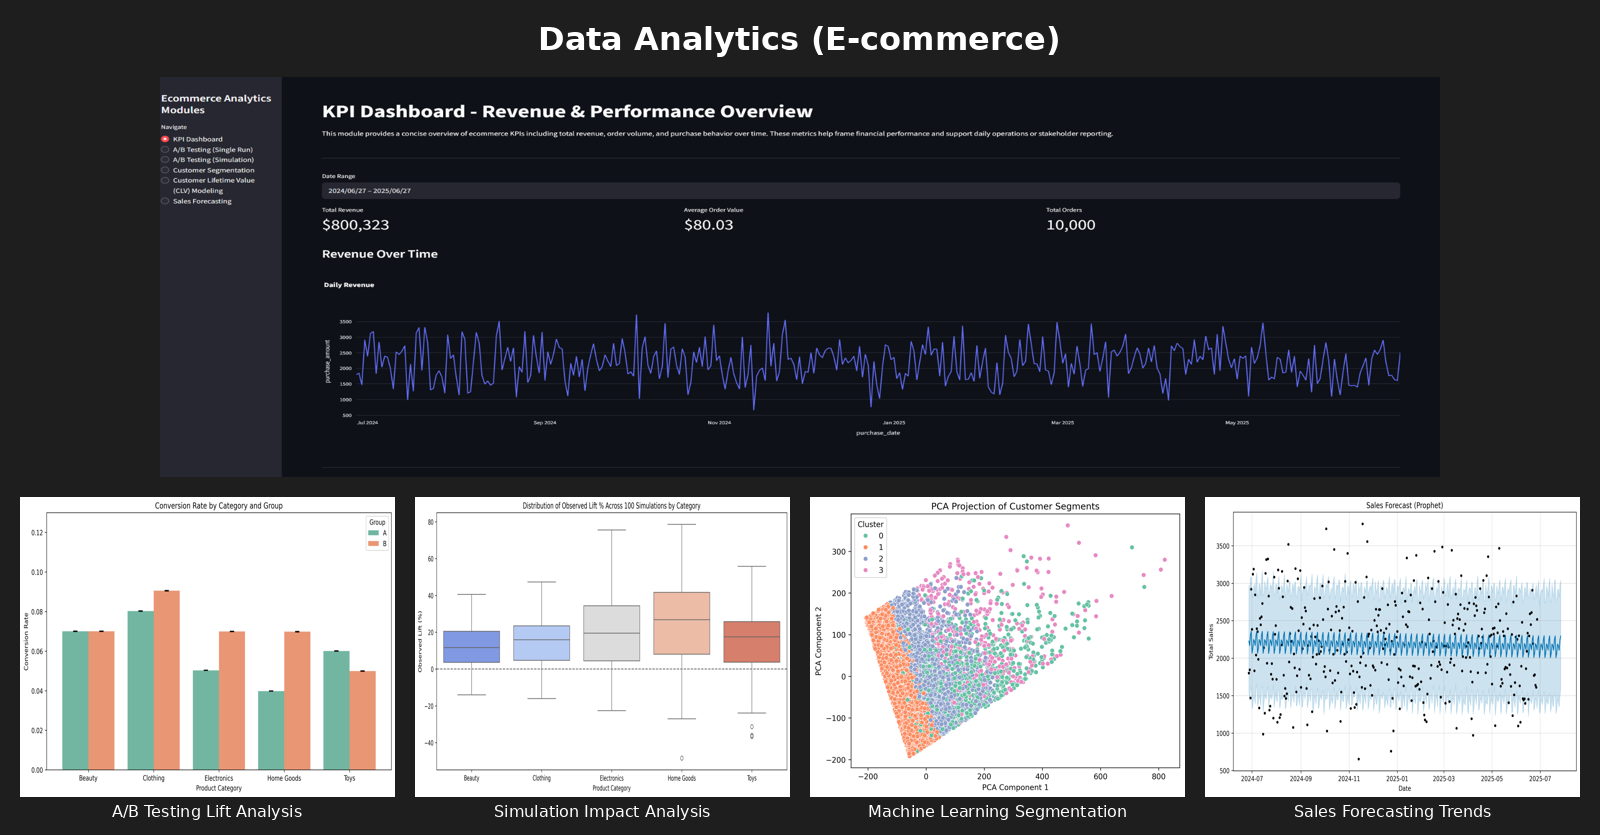 Data Analytics (E-commerce)
Ecommerce Analytics
Modules
Navigate
KPI Dashboard
A/B Testing (Single Run)
A/B Testing (Simulation)
Customer Segmentation
Customer Lifetime Value
(CLV) Modeling
Sales Forecasting
KPI Dashboard - Revenue & Performance Overview
This module provides a concise overview of ecommerce KPIs including total revenue, order volume, and purchase behavior over time. These metrics help frame financial performance and support daily operations or stakeholder reporting.
Date Range
2024/06/27 – 2025/06/27
Total Revenue
$800,323
Average Order Value
$80.03
Total Orders
10,000
Revenue Over Time
Daily Revenue
purchase_amount
3500
3000
2500
2000
1500
1000
500
Jul 2024 Sep 2024 Nov 2024 Jan 2025 Mar 2025 May 2025
purchase_date
Conversion Rate by Category and Group
Group
A
B
Conversion Rate
0.12
0.10
0.08
0.06
0.04
0.02
0.00
Beauty Clothing Electronics Home Goods Toys
Product Category
A/B Testing Lift Analysis
Distribution of Observed Lift % Across 100 Simulations by Category
Observed Lift (%)
80
60
40
20
0
−20
−40
Beauty Clothing Electronics Home Goods Toys
Product Category
Simulation Impact Analysis
PCA Projection of Customer Segments
Cluster
0
1
2
3
PCA Component 2
300
200
100
0
−100
−200
−200 0 200 400 600 800
PCA Component 1
Machine Learning Segmentation
Sales Forecast (Prophet)
Total Sales
3500
3000
2500
2000
1500
1000
500
2024-07 2024-09 2024-11 2025-01 2025-03 2025-05 2025-07
Date
Sales Forecasting Trends